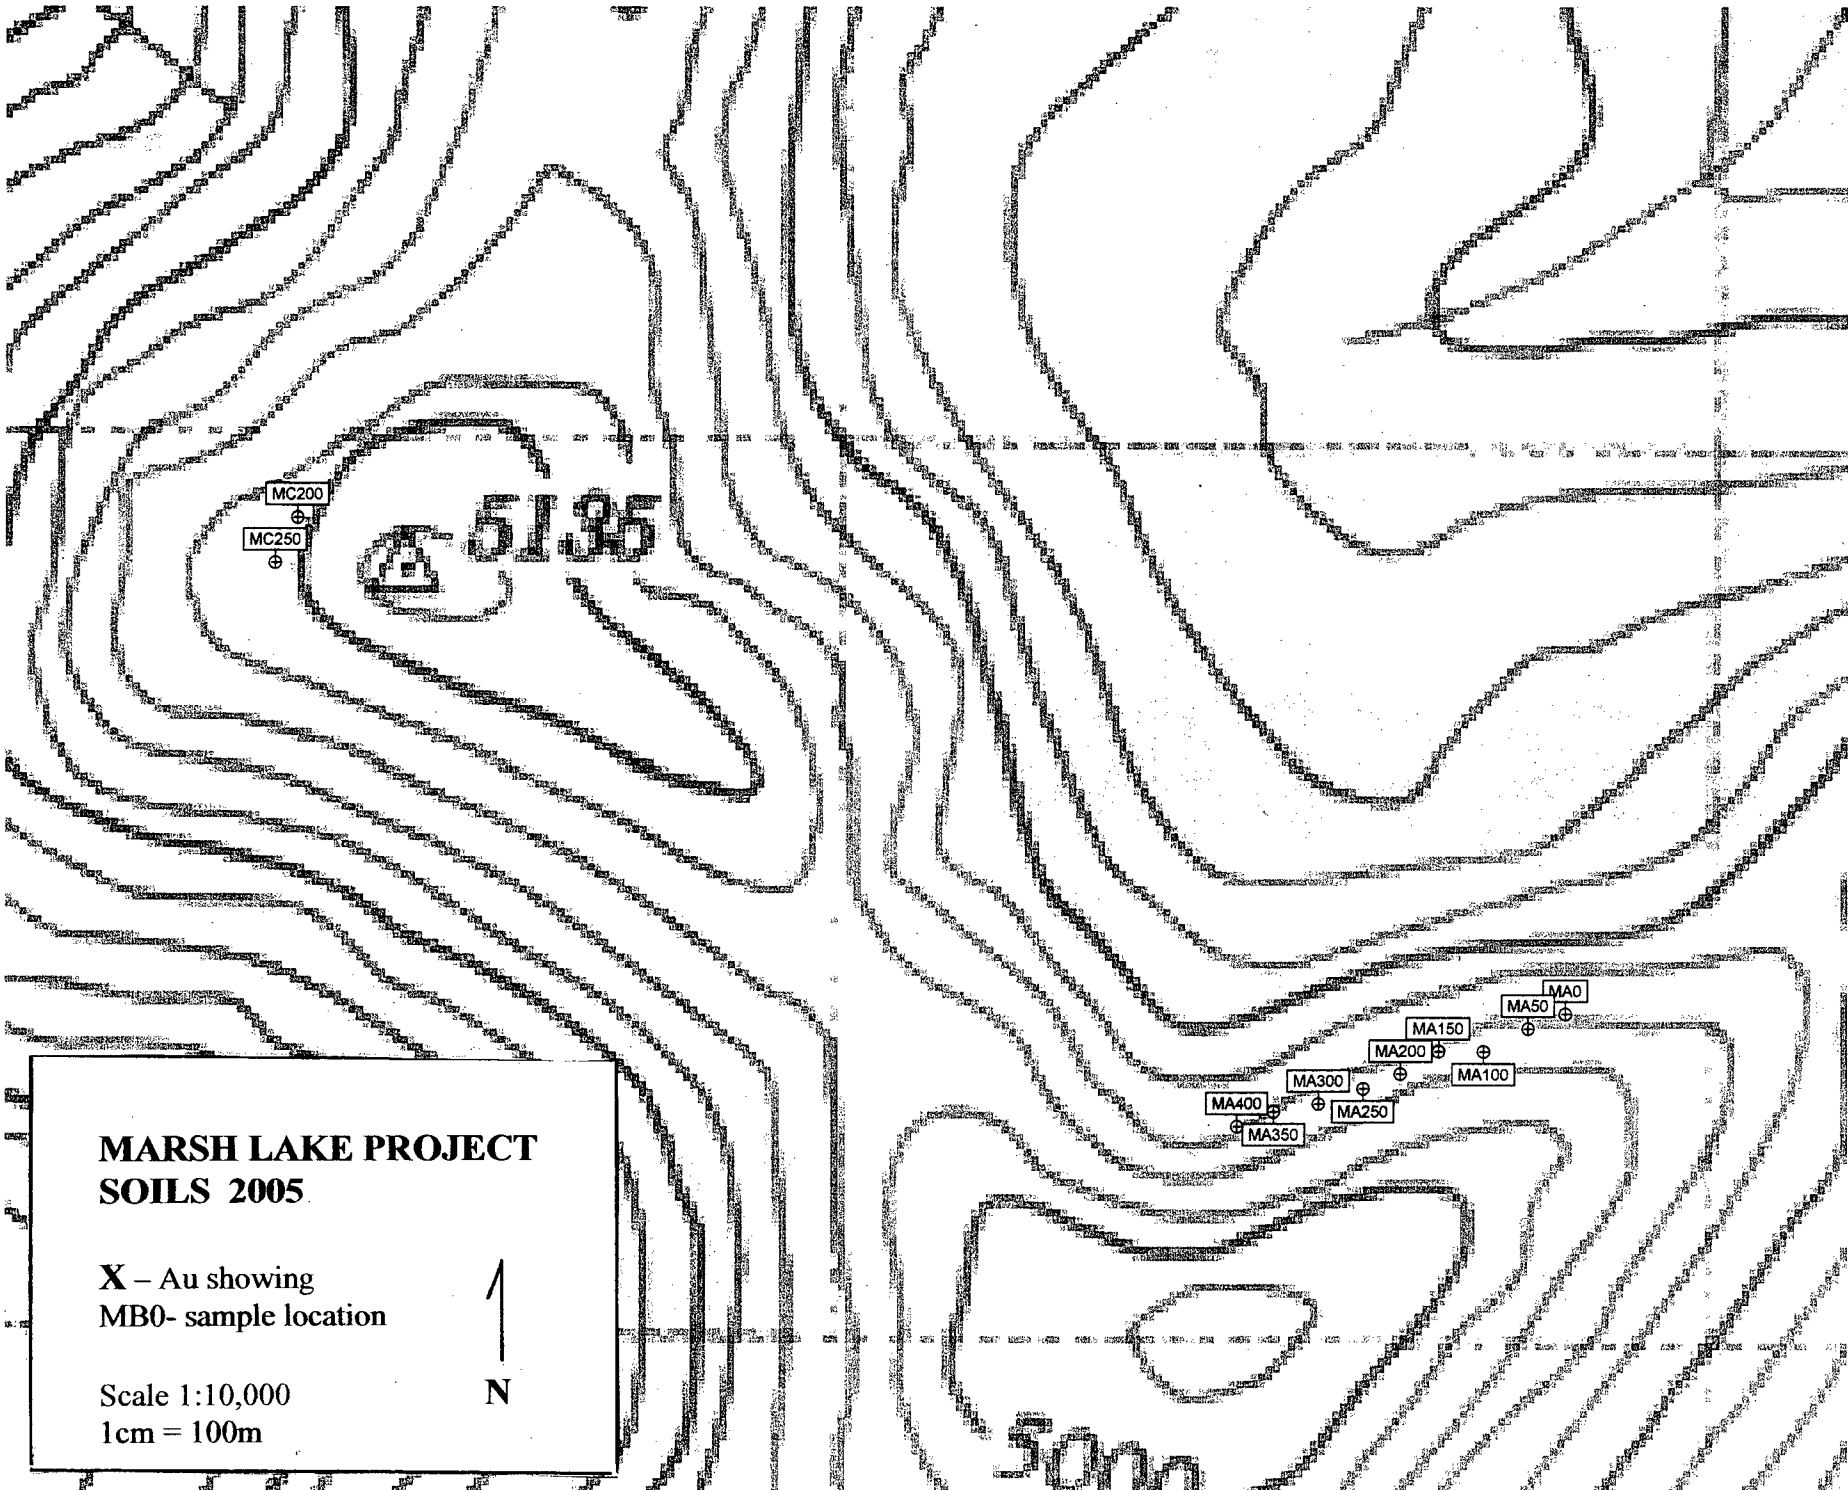 MC200
5135
MC250
MA0
MA50
MA150
MA200
MA100
MA300
MA250
MA400
MA350
MARSH LAKE PROJECT
SOILS 2005
X – Au showing
MB0- sample location
N
Scale 1:10,000
1cm = 100m